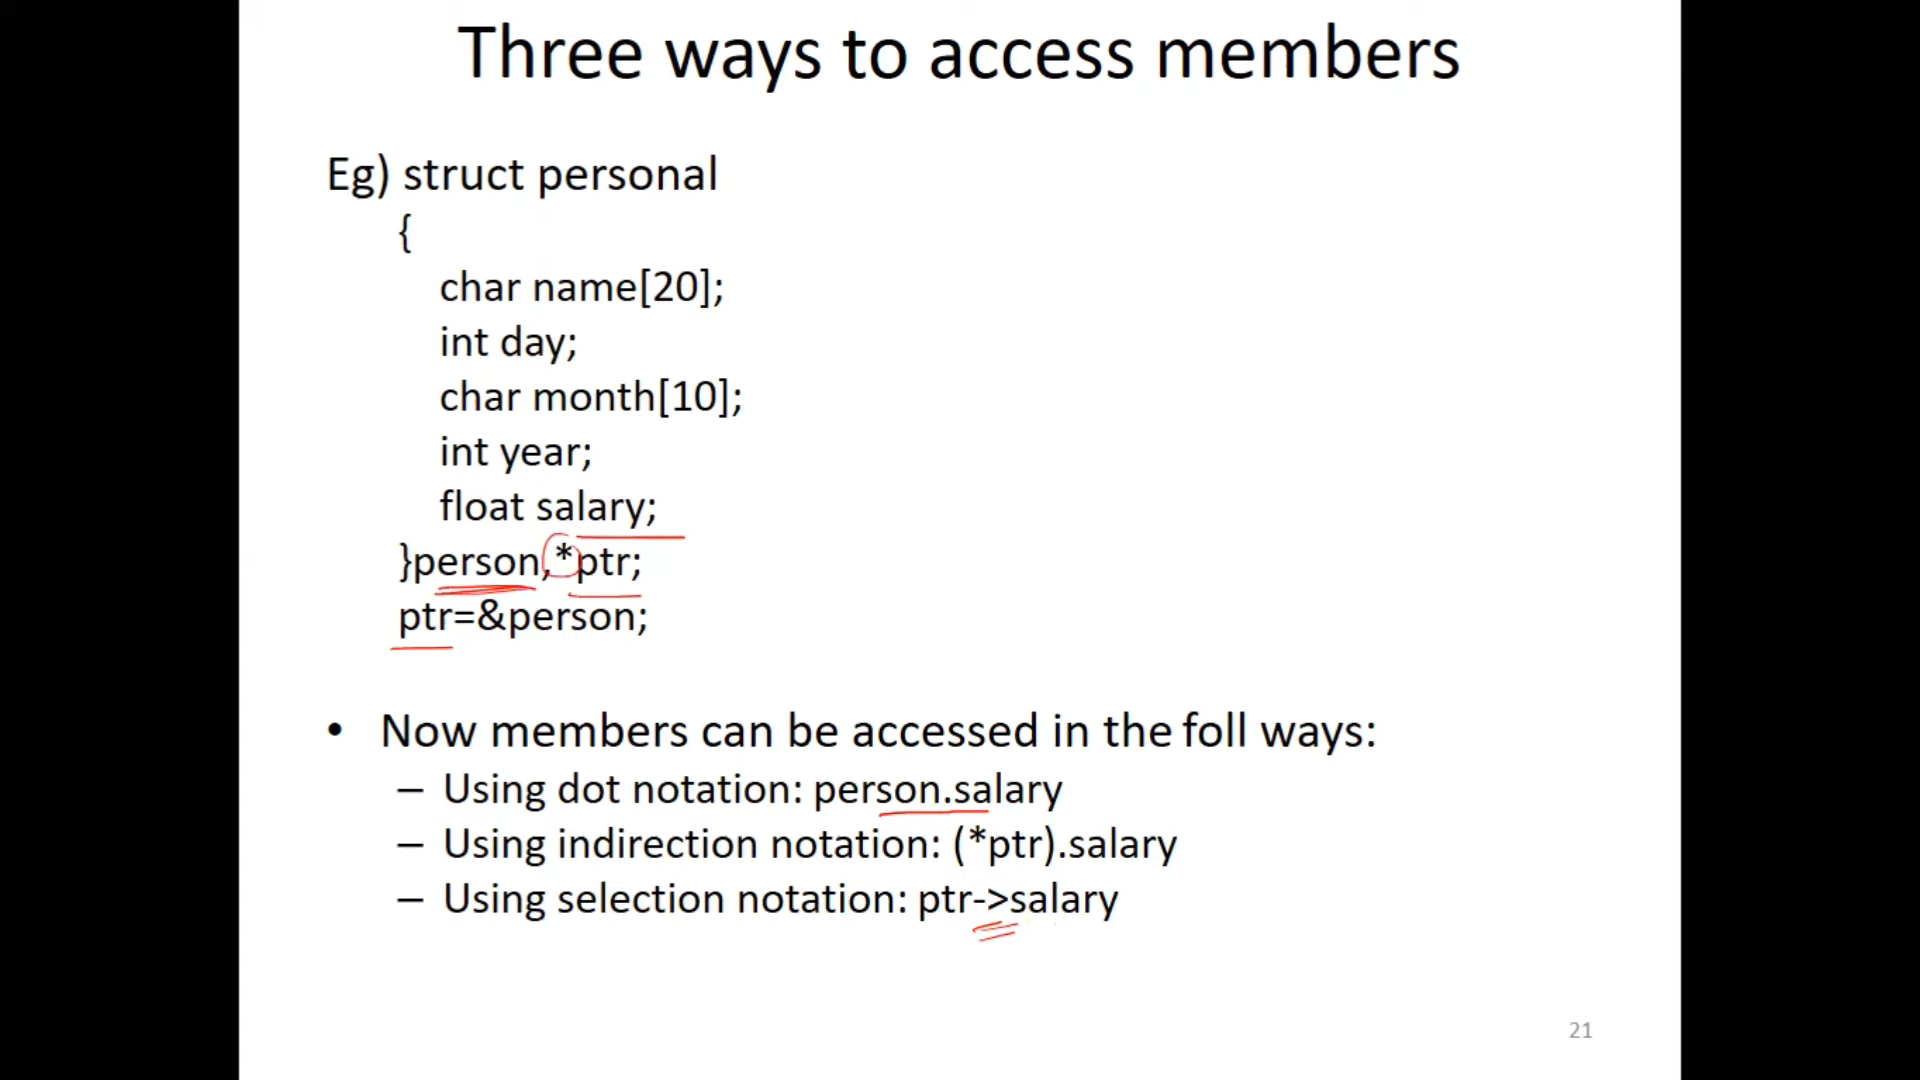 Three ways to access members
Eg) struct personal
{
char name[20];
int day;
char month[10];
int year;
float salary;
}person,*ptr;
ptr=&person;
• Now members can be accessed in the foll ways:
– Using dot notation: person.salary
– Using indirection notation: (*ptr).salary
– Using selection notation: ptr->salary
21